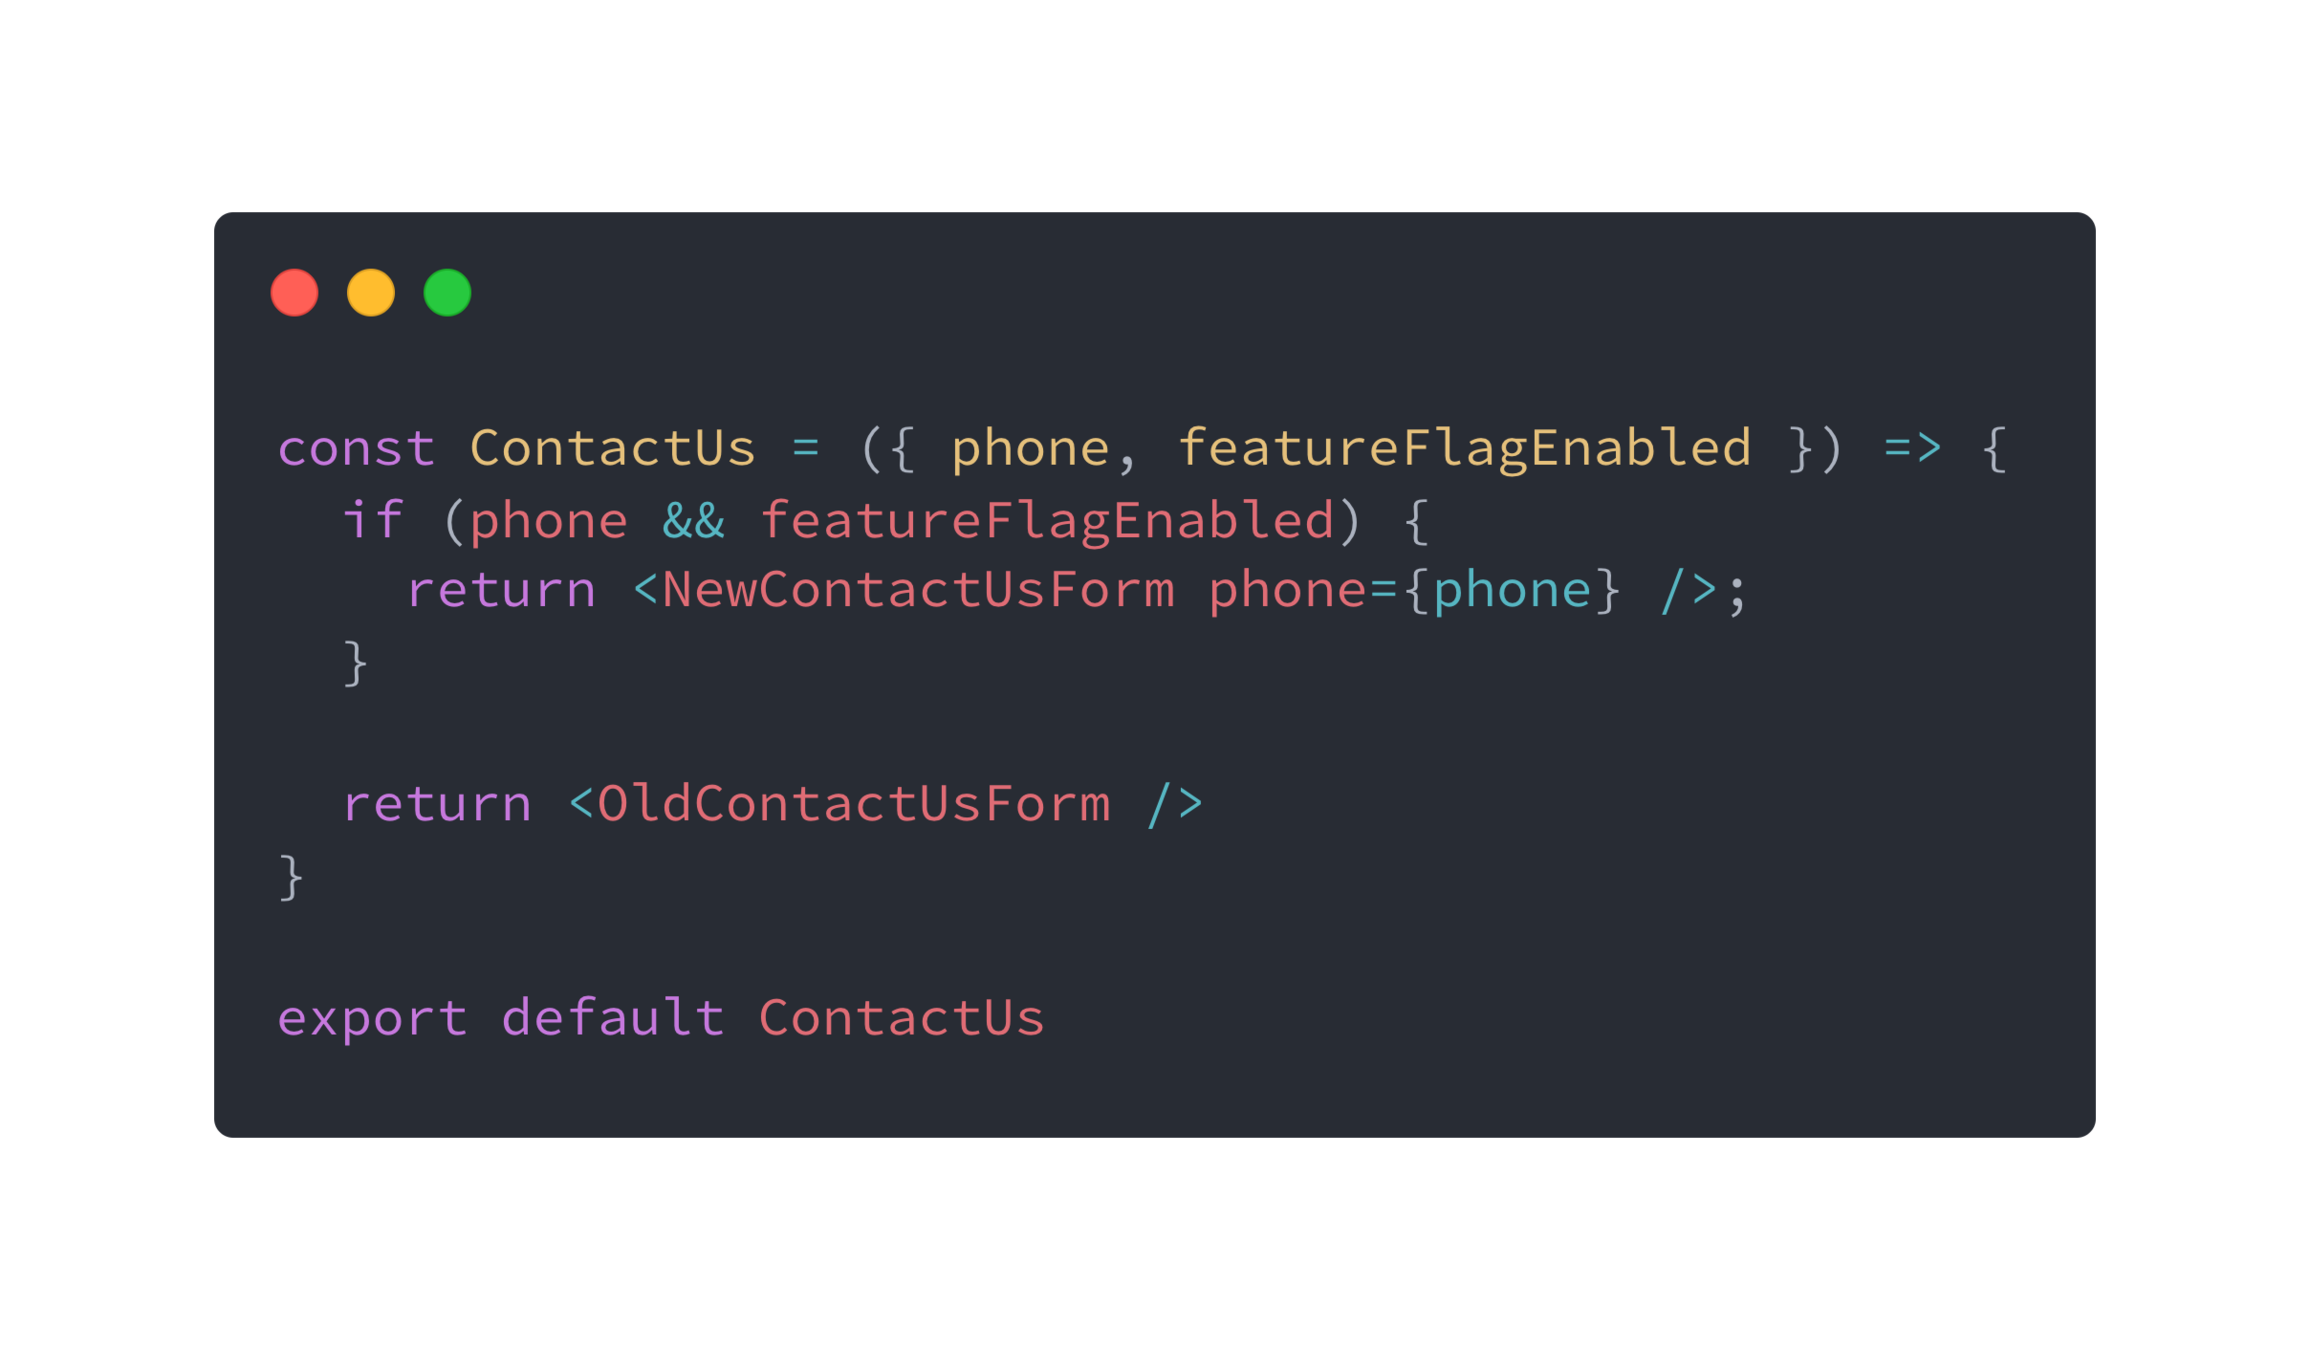 const ContactUs = ({ phone, featureFlagEnabled }) => {
  if (phone && featureFlagEnabled) {
    return <NewContactUsForm phone={phone} />;
  }

  return <OldContactUsForm />
}

export default ContactUs